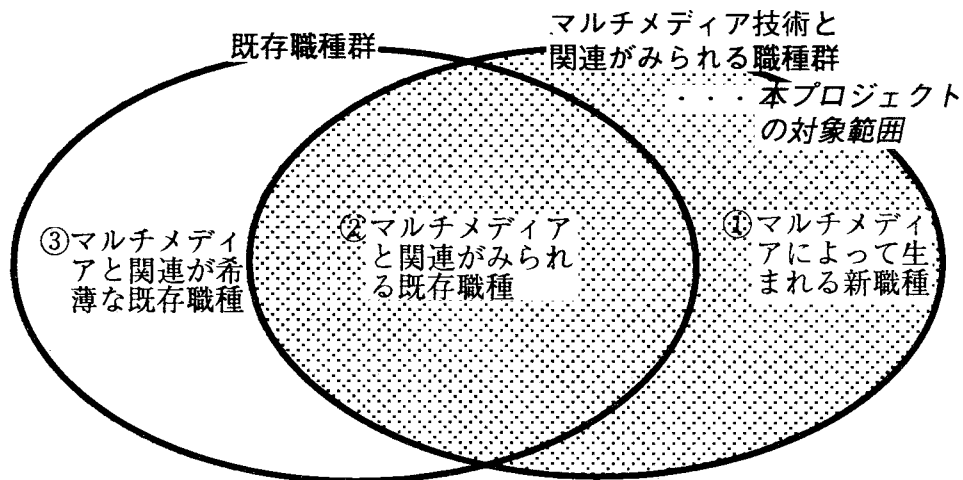 既存職種群
マルチメディア技術と
関連がみられる職種群
・・・本プロジェクト
の対象範囲
③マルチメディ
アと関連が希
薄な既存職種
②マルチメディア
と関連がみられ
る既存職種
①マルチメディ
アによって生
まれる新職種